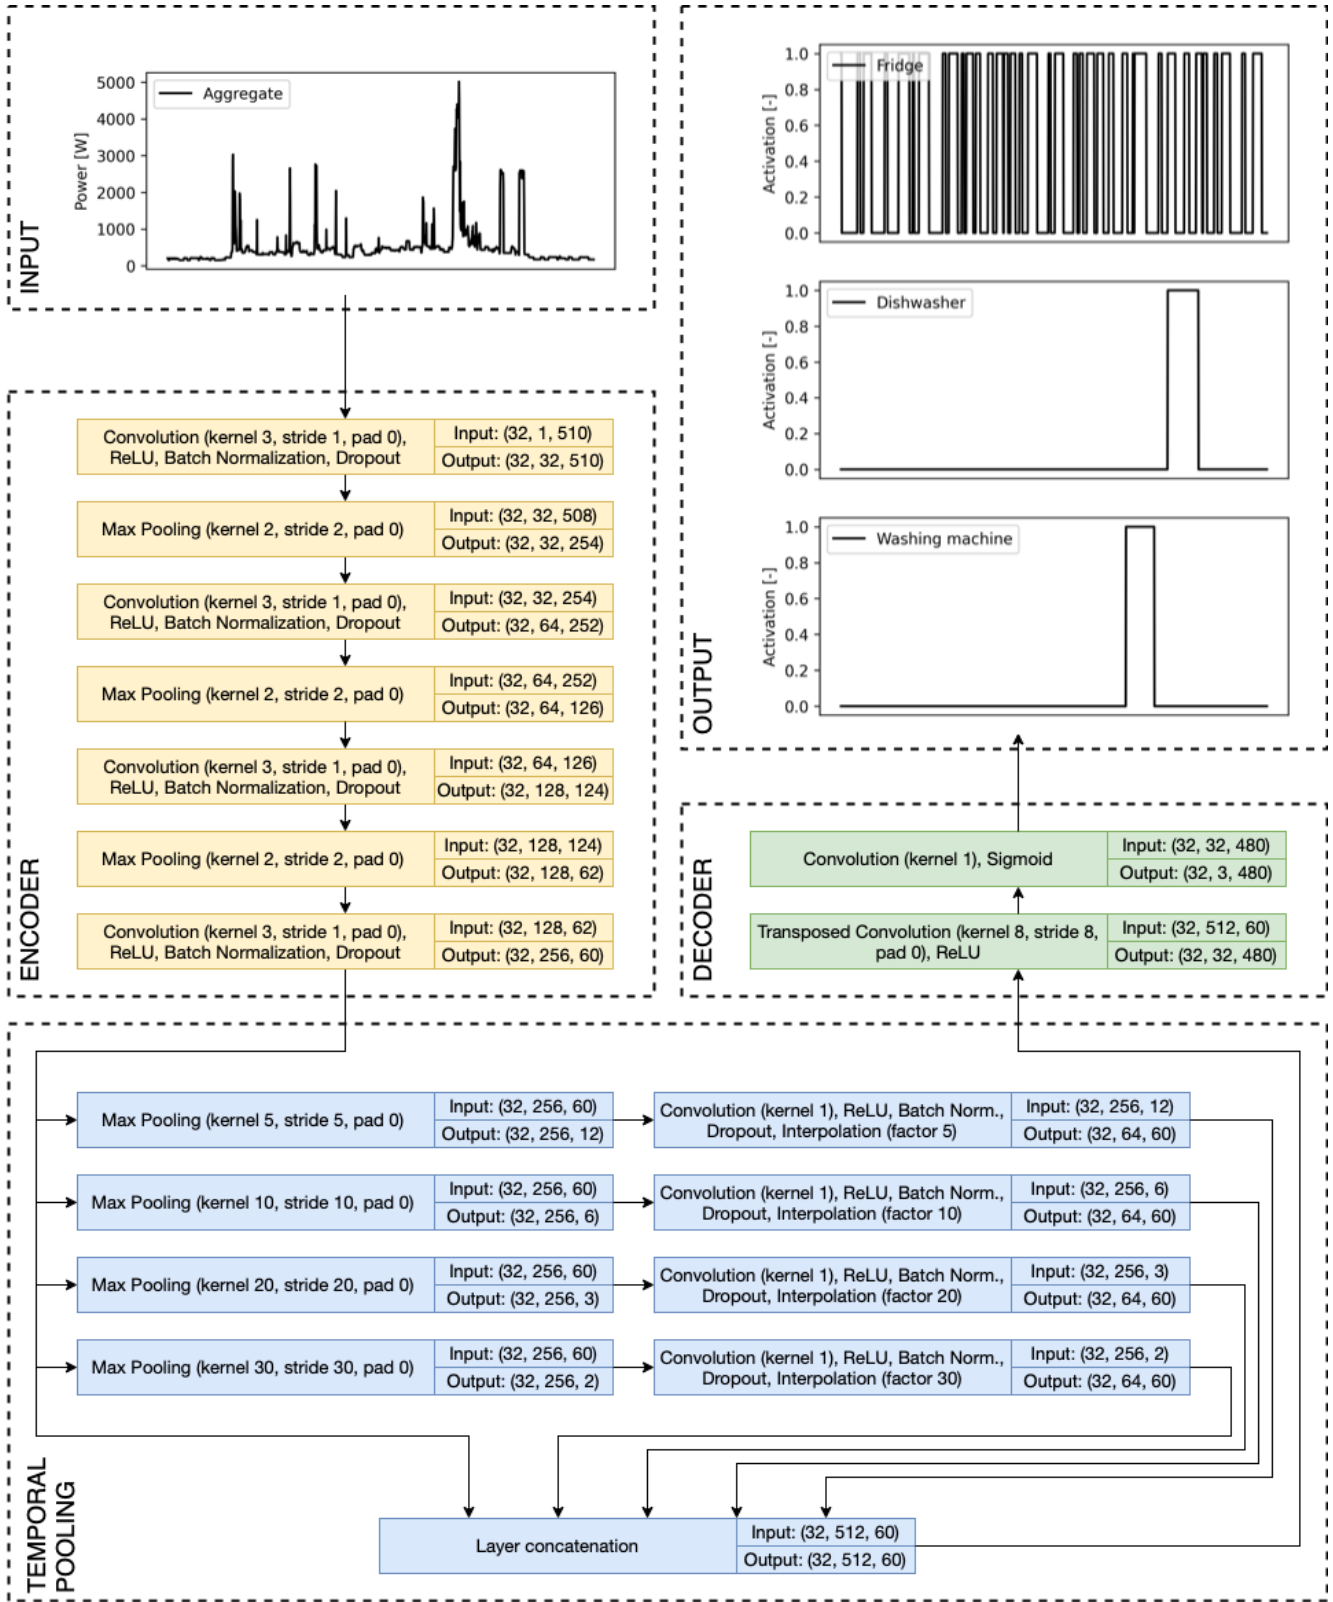 INPUT
Power [W]
5000
4000
3000
2000
1000
0
Aggregate
ENCODER
Convolution (kernel 3, stride 1, pad 0),
ReLU, Batch Normalization, Dropout
Input: (32, 1, 510)
Output: (32, 32, 510)
Max Pooling (kernel 2, stride 2, pad 0)
Input: (32, 32, 508)
Output: (32, 32, 254)
Convolution (kernel 3, stride 1, pad 0),
ReLU, Batch Normalization, Dropout
Input: (32, 32, 254)
Output: (32, 64, 252)
Max Pooling (kernel 2, stride 2, pad 0)
Input: (32, 64, 252)
Output: (32, 64, 126)
Convolution (kernel 3, stride 1, pad 0),
ReLU, Batch Normalization, Dropout
Input: (32, 64, 126)
Output: (32, 128, 124)
Max Pooling (kernel 2, stride 2, pad 0)
Input: (32, 128, 124)
Output: (32, 128, 62)
Convolution (kernel 3, stride 1, pad 0),
ReLU, Batch Normalization, Dropout
Input: (32, 128, 62)
Output: (32, 256, 60)
TEMPORAL
POOLING
Max Pooling (kernel 5, stride 5, pad 0)
Input: (32, 256, 60)
Output: (32, 256, 12)
Convolution (kernel 1), ReLU, Batch Norm.,
Dropout, Interpolation (factor 5)
Input: (32, 256, 12)
Output: (32, 64, 60)
Max Pooling (kernel 10, stride 10, pad 0)
Input: (32, 256, 60)
Output: (32, 256, 6)
Convolution (kernel 1), ReLU, Batch Norm.,
Dropout, Interpolation (factor 10)
Input: (32, 256, 6)
Output: (32, 64, 60)
Max Pooling (kernel 20, stride 20, pad 0)
Input: (32, 256, 60)
Output: (32, 256, 3)
Convolution (kernel 1), ReLU, Batch Norm.,
Dropout, Interpolation (factor 20)
Input: (32, 256, 3)
Output: (32, 64, 60)
Max Pooling (kernel 30, stride 30, pad 0)
Input: (32, 256, 60)
Output: (32, 256, 2)
Convolution (kernel 1), ReLU, Batch Norm.,
Dropout, Interpolation (factor 30)
Input: (32, 256, 2)
Output: (32, 64, 60)
Layer concatenation
Input: (32, 512, 60)
Output: (32, 512, 60)
DECODER
Convolution (kernel 1), Sigmoid
Input: (32, 32, 480)
Output: (32, 3, 480)
Transposed Convolution (kernel 8, stride 8,
pad 0), ReLU
Input: (32, 512, 60)
Output: (32, 32, 480)
OUTPUT
Activation [-]
1.0
0.8
0.6
0.4
0.2
0.0
Fridge
Activation [-]
1.0
0.8
0.6
0.4
0.2
0.0
Dishwasher
Activation [-]
1.0
0.8
0.6
0.4
0.2
0.0
Washing machine